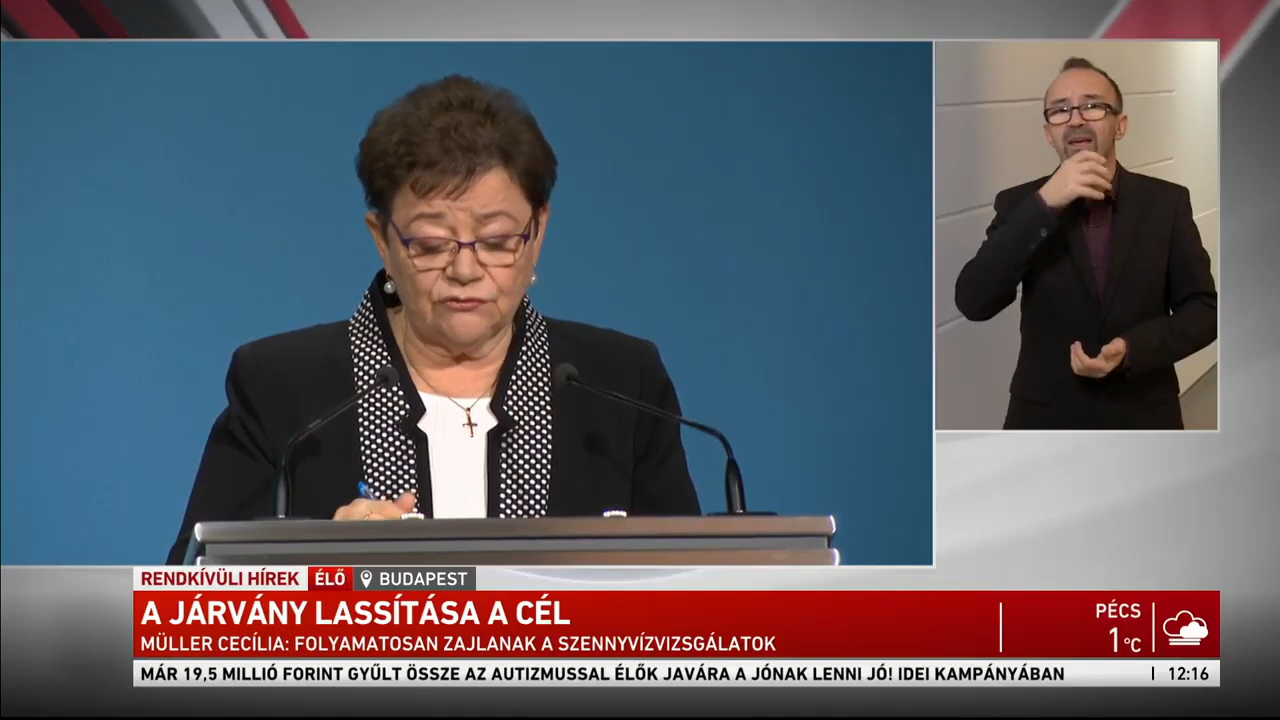 RENDKÍVÜLI HÍREK ÉLŐ BUDAPEST
A JÁRVÁNY LASSÍTÁSA A CÉL
MÜLLER CECÍLIA: FOLYAMATOSAN ZAJLANAK A SZENNYVÍZVIZSGÁLATOK
PÉCS
1°C
MÁR 19,5 MILLIÓ FORINT GYŰLT ÖSSZE AZ AUTIZMUSSAL ÉLŐK JAVÁRA A JÓNAK LENNI JÓ! IDEI KAMPÁNYÁBAN
12:16